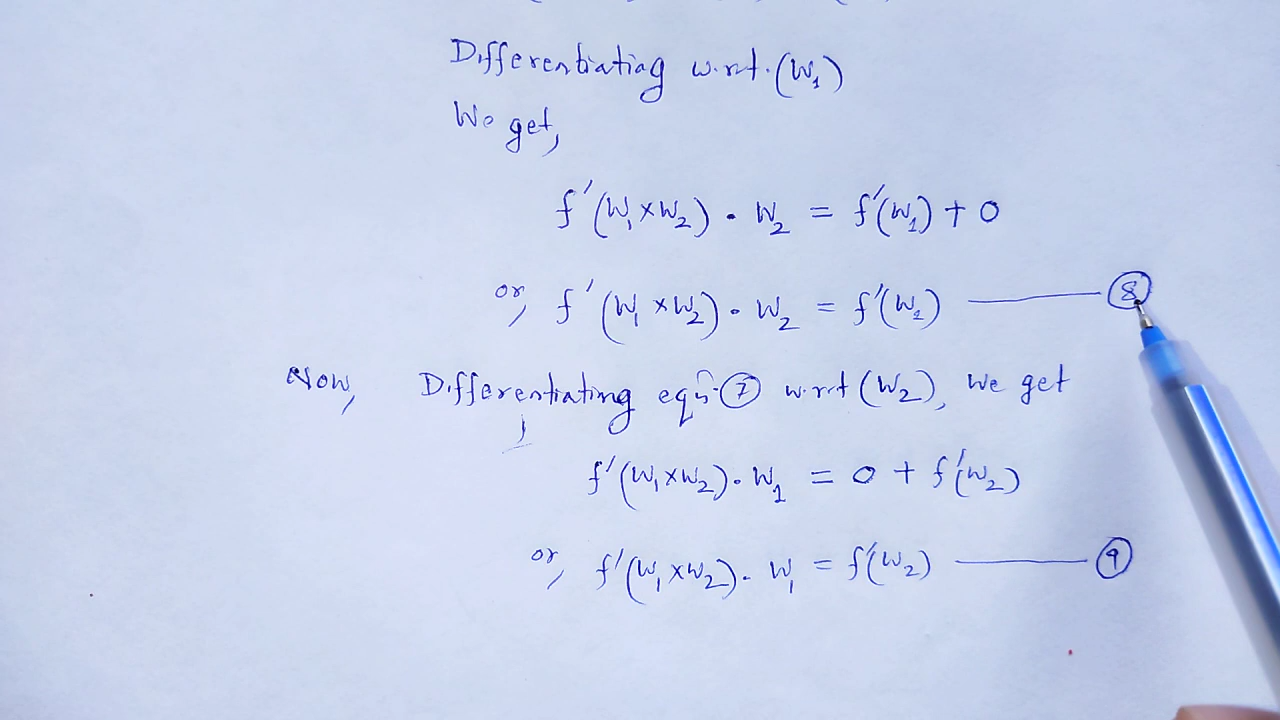 Differentiating w.r.t. (W₁)
We get,
f′(W₁×W₂) · W₂ = f′(W₁) + 0
or, f′(W₁×W₂) · W₂ = f′(W₁) —— ⑧
Now, Differentiating eqn. ⑦ w.r.t (W₂), We get
f′(W₁×W₂) · W₁ = 0 + f′(W₂)
or, f′(W₁×W₂) · W₁ = f′(W₂) —— ⑨